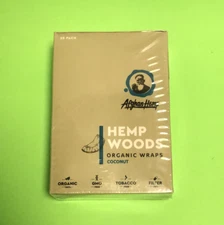 Afghan Hemp
HEMP
WOODS
ORGANIC WRAPS
COCONUT
ORGANIC
GMO
TOBACCO
FILTER